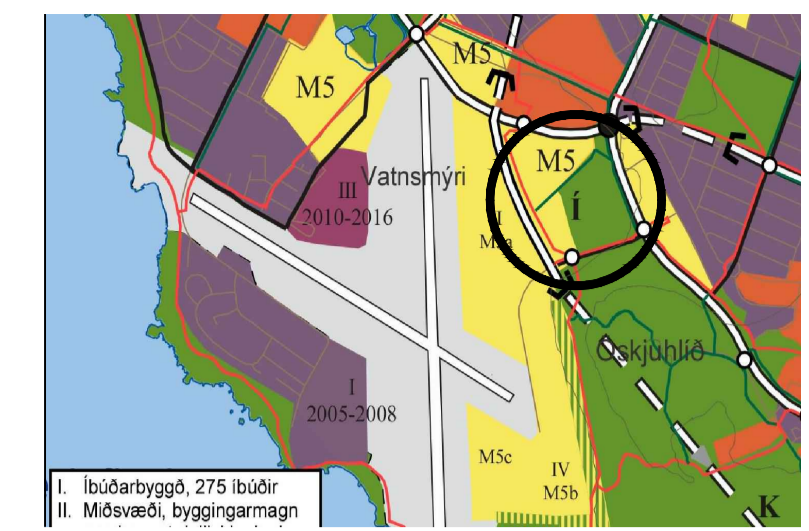 M5
M5
M5
Vatnsmýri
III
2010-2016
Í
I
Öskjuhlíð
I
2005-2008
M5c
IV
M5b
K
I. Íbúðarbyggð, 275 íbúðir
II. Miðsvæði, byggingarmagn